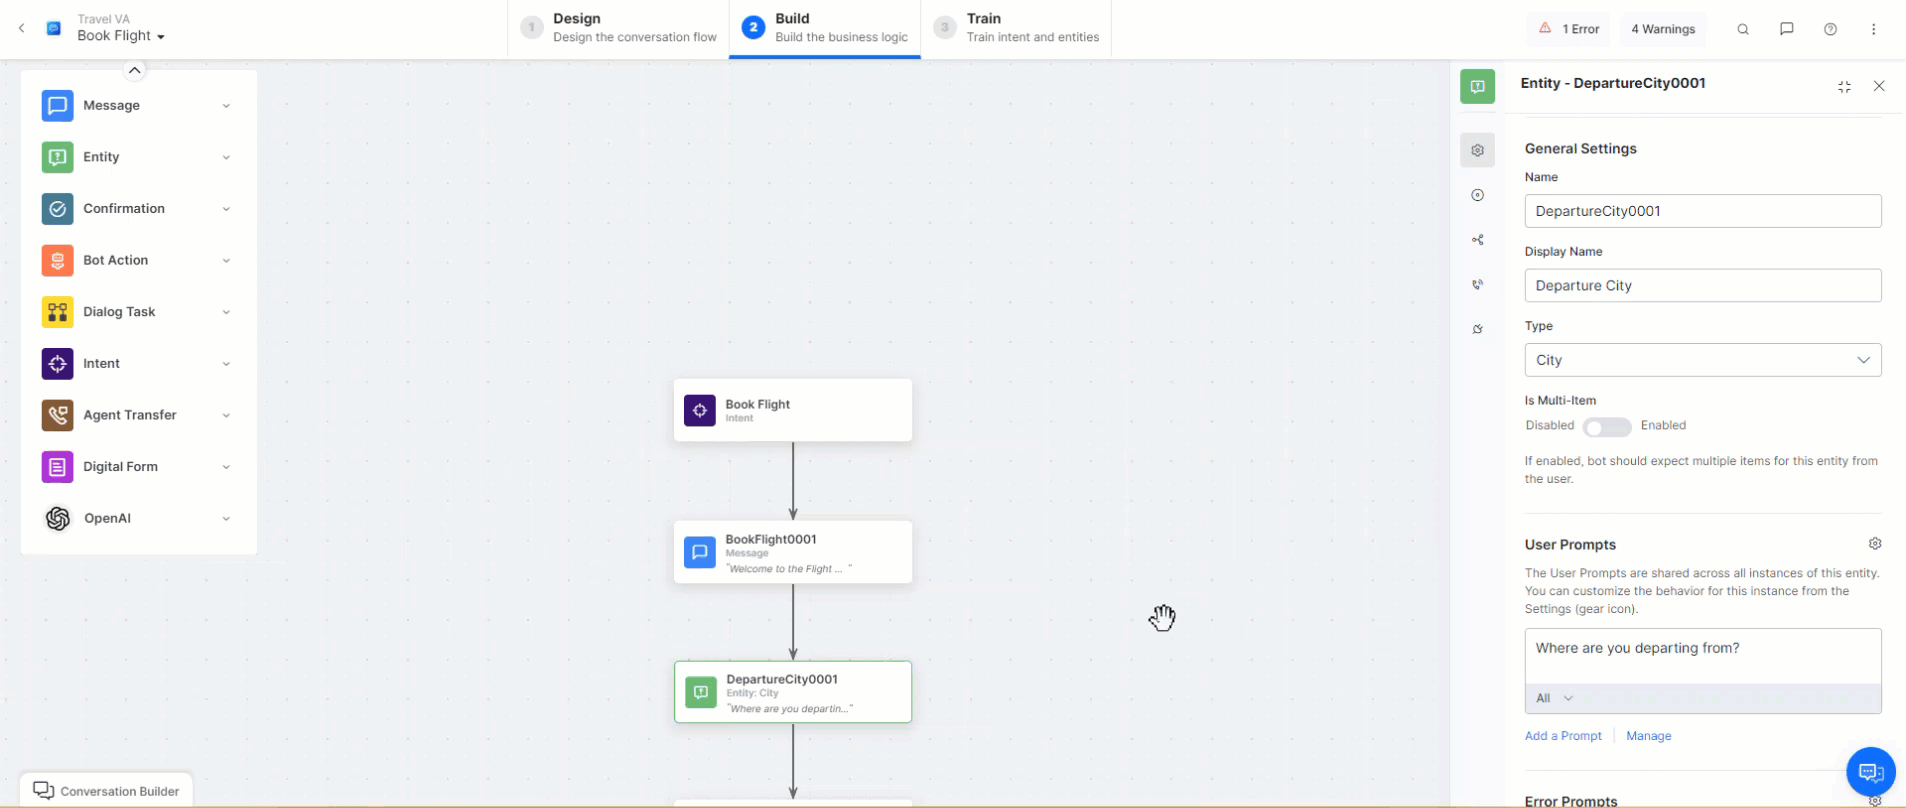 Travel VA
Book Flight
1
Design
Design the conversation flow
2
Build
Build the business logic
3
Train
Train intent and entities
1 Error
4 Warnings
Message
Entity
Confirmation
Bot Action
Dialog Task
Intent
Agent Transfer
Digital Form
OpenAI
Conversation Builder
Book Flight
Intent
BookFlight0001
Message
"Welcome to the Flight ... "
DepartureCity0001
Entity: City
"Where are you departin..."
Entity - DepartureCity0001
General Settings
Name
DepartureCity0001
Display Name
Departure City
Type
City
Is Multi-Item
Disabled Enabled
If enabled, bot should expect multiple items for this entity from
the user.
User Prompts
The User Prompts are shared across all instances of this entity.
You can customize the behavior for this instance from the
Settings (gear icon).
Where are you departing from?
All
Add a Prompt Manage
Error Prompts